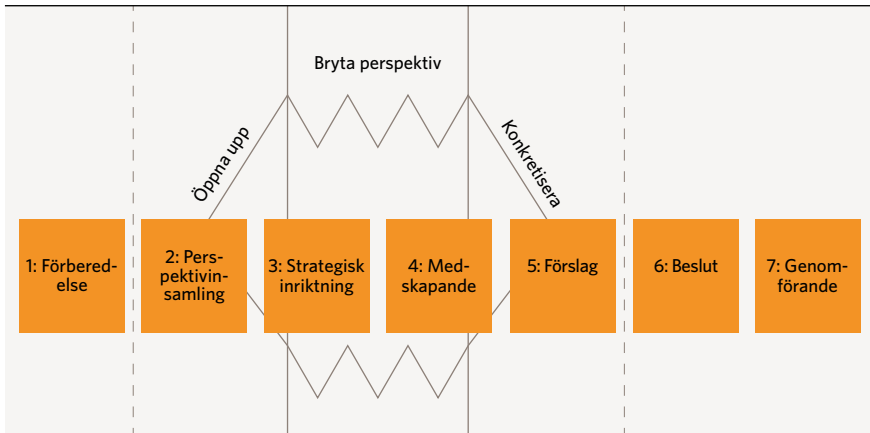 Bryta perspektiv
Öppna upp
Konkretisera
1: Förbered-
else
2: Pers-
pektivin-
samling
3: Strategisk
inriktning
4: Med-
skapande
5: Förslag
6: Beslut
7: Genom-
förande